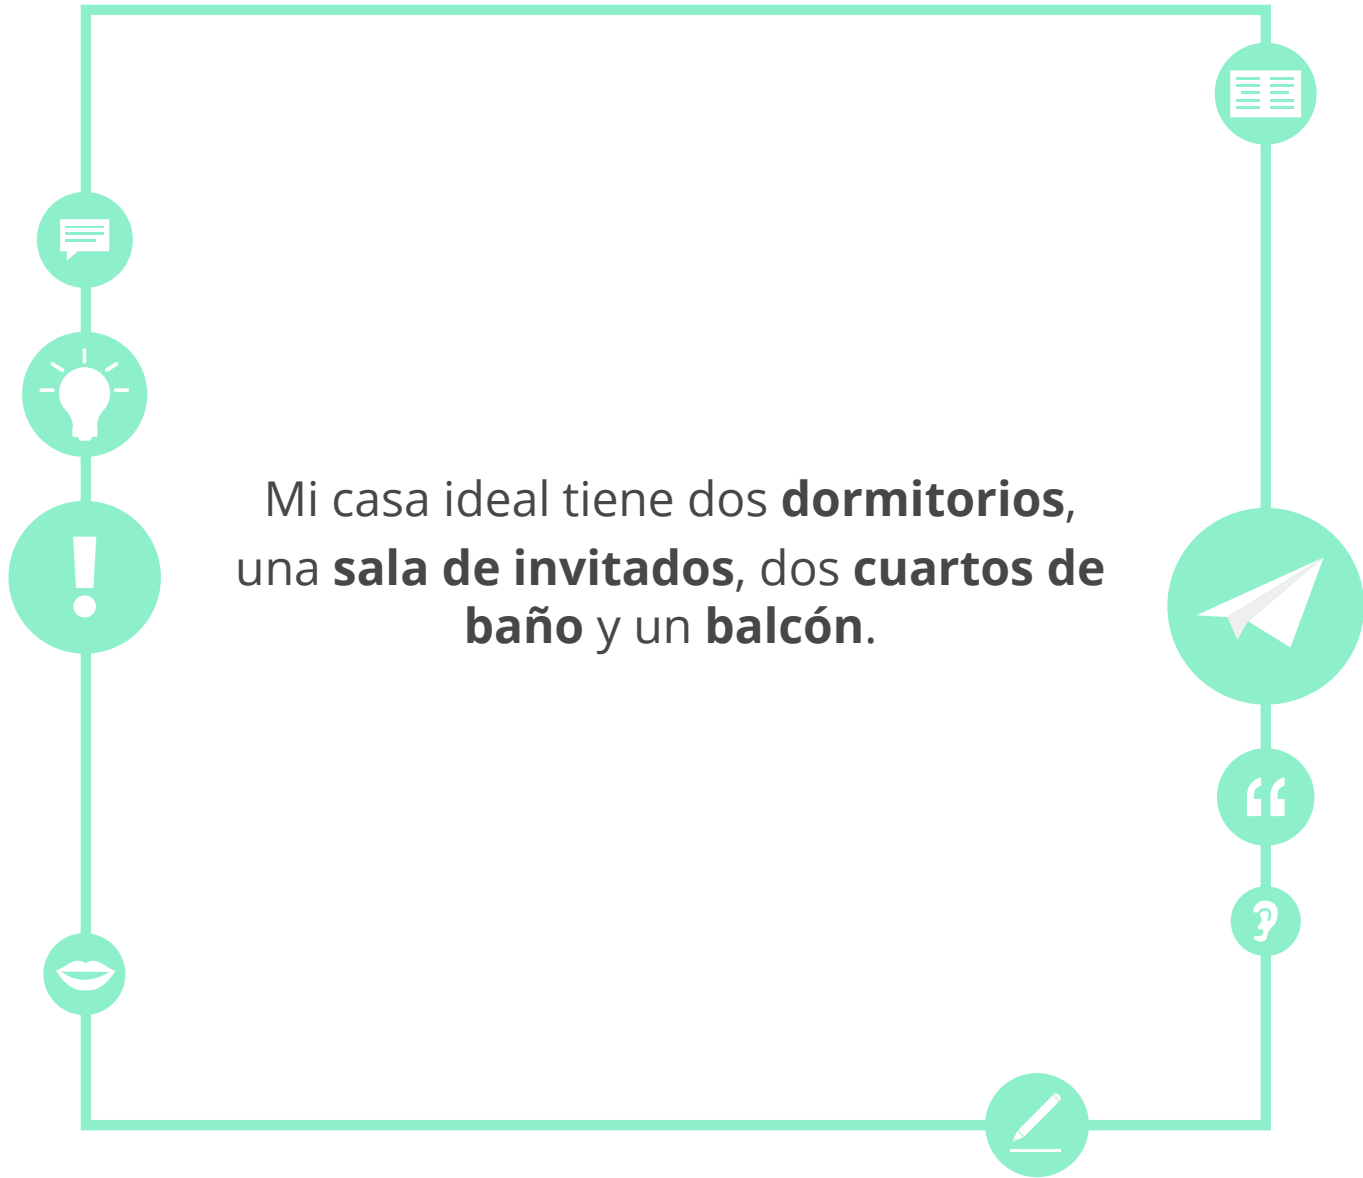 Mi casa ideal tiene dos dormitorios,
una sala de invitados, dos cuartos de
baño y un balcón.